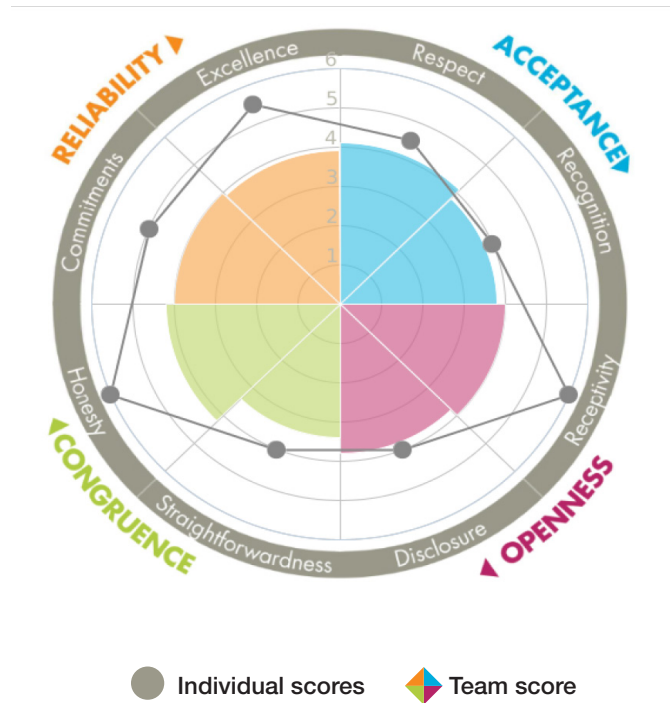 RELIABILITY
ACCEPTANCE
Excellence
Respect
Commitments
Recognition
6
5
4
3
2
1
Honesty
Receptivity
Straightforwardness
Disclosure
CONGRUENCE
OPENNESS
Individual scores
Team score